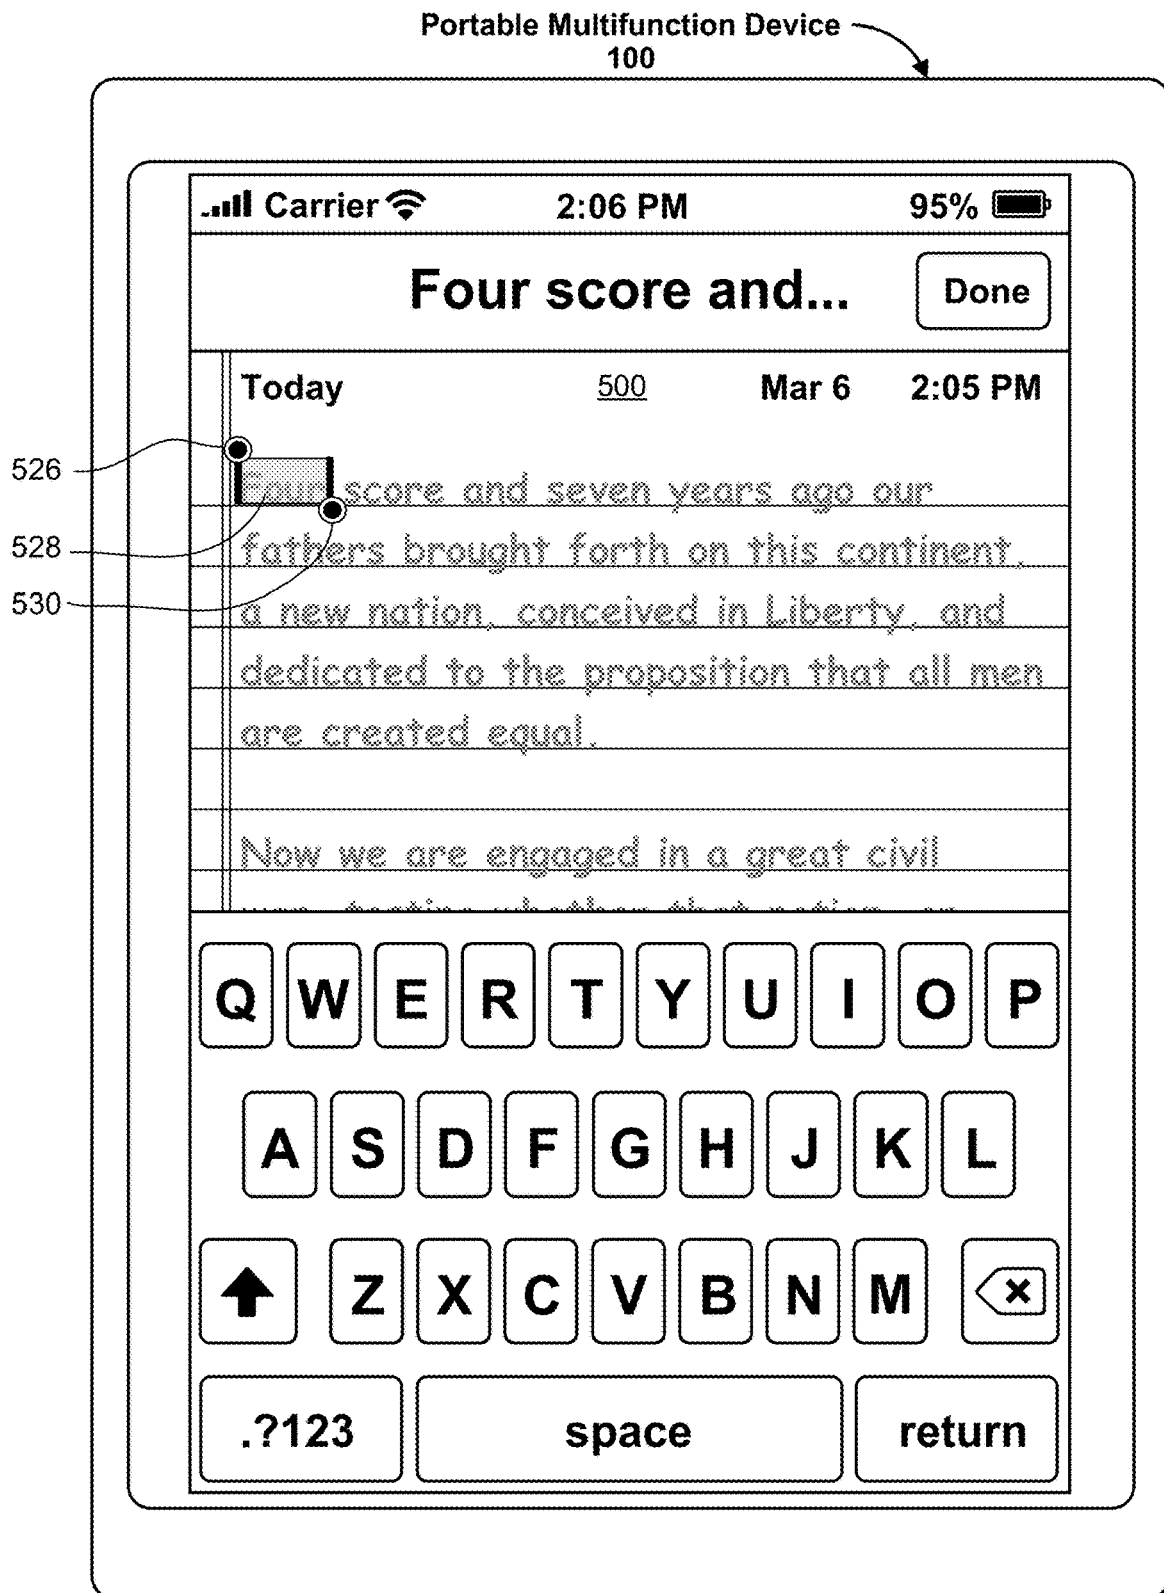 Portable Multifunction Device
100
Carrier 2:06 PM 95%
Four score and... Done
Today 500 Mar 6 2:05 PM
526
Four score and seven years ago our
528
fathers brought forth on this continent,
530
a new nation, conceived in Liberty, and
dedicated to the proposition that all men
are created equal.
Now we are engaged in a great civil
Q W E R T Y U I O P
A S D F G H J K L
Z X C V B N M
.?123 space return